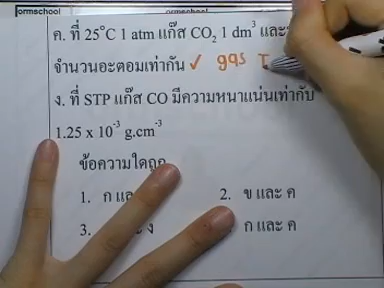 ormschool ormschool
ค. ที่ 25°C 1 atm แก๊ส CO₂ 1 dm³ และ
จำนวนอะตอมเท่ากัน ✓ gas
ง. ที่ STP แก๊ส CO มีความหนาแน่นเท่ากับ
1.25 x 10⁻³ g.cm⁻³
ข้อความใดถูก
1. ก และ 2. ข และ ค
3. ง ก และ ค